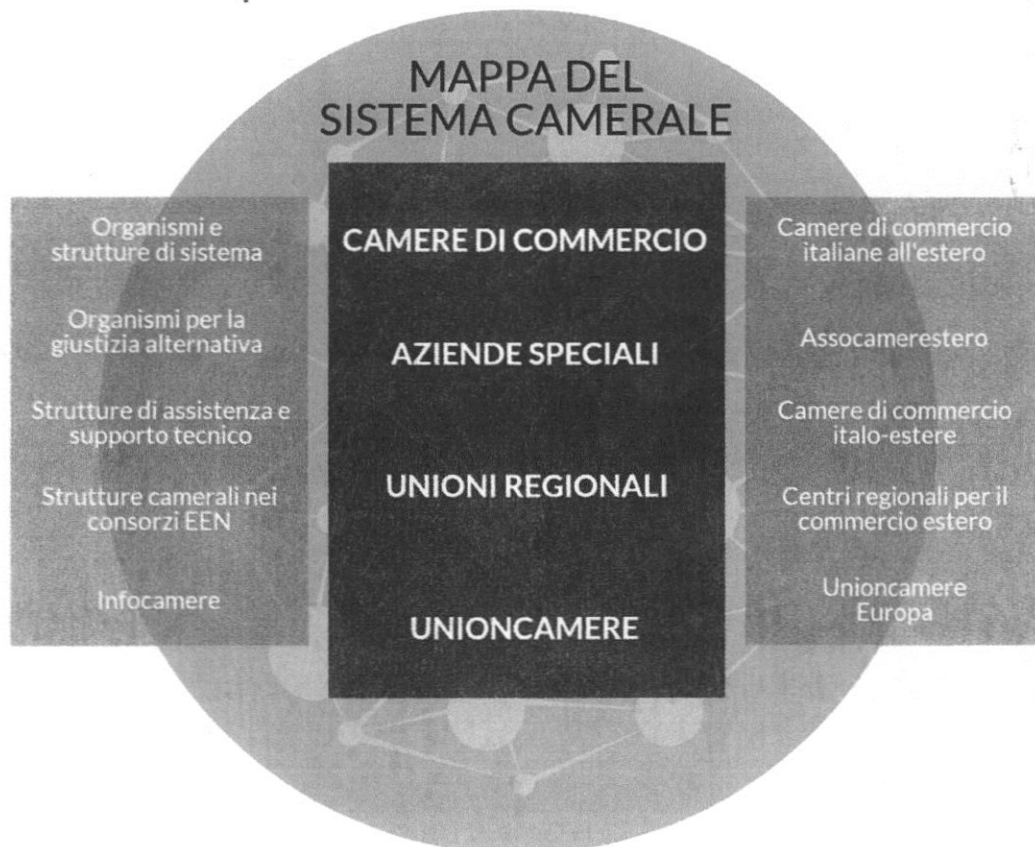 MAPPA DEL
SISTEMA CAMERALE
Organismi e
strutture di sistema
Organismi per la
giustizia alternativa
Strutture di assistenza e
supporto tecnico
Strutture camerali nei
consorzi EEN
Infocamere
CAMERE DI COMMERCIO
AZIENDE SPECIALI
UNIONI REGIONALI
UNIONCAMERE
Camere di commercio
italiane all'estero
Assocamerestero
Camere di commercio
italo-estere
Centri regionali per il
commercio estero
Unioncamere
Europa